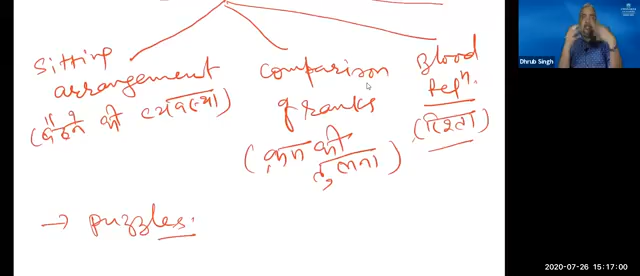 Sitting
arrangement
(बैठने की व्यवस्था)
Comparison
of ranks
(क्रम की
तुलना)
Blood
Relⁿ.
(रिश्ता)
→ puzzles.
Dhrub Singh
2020-07-26 15:17:00